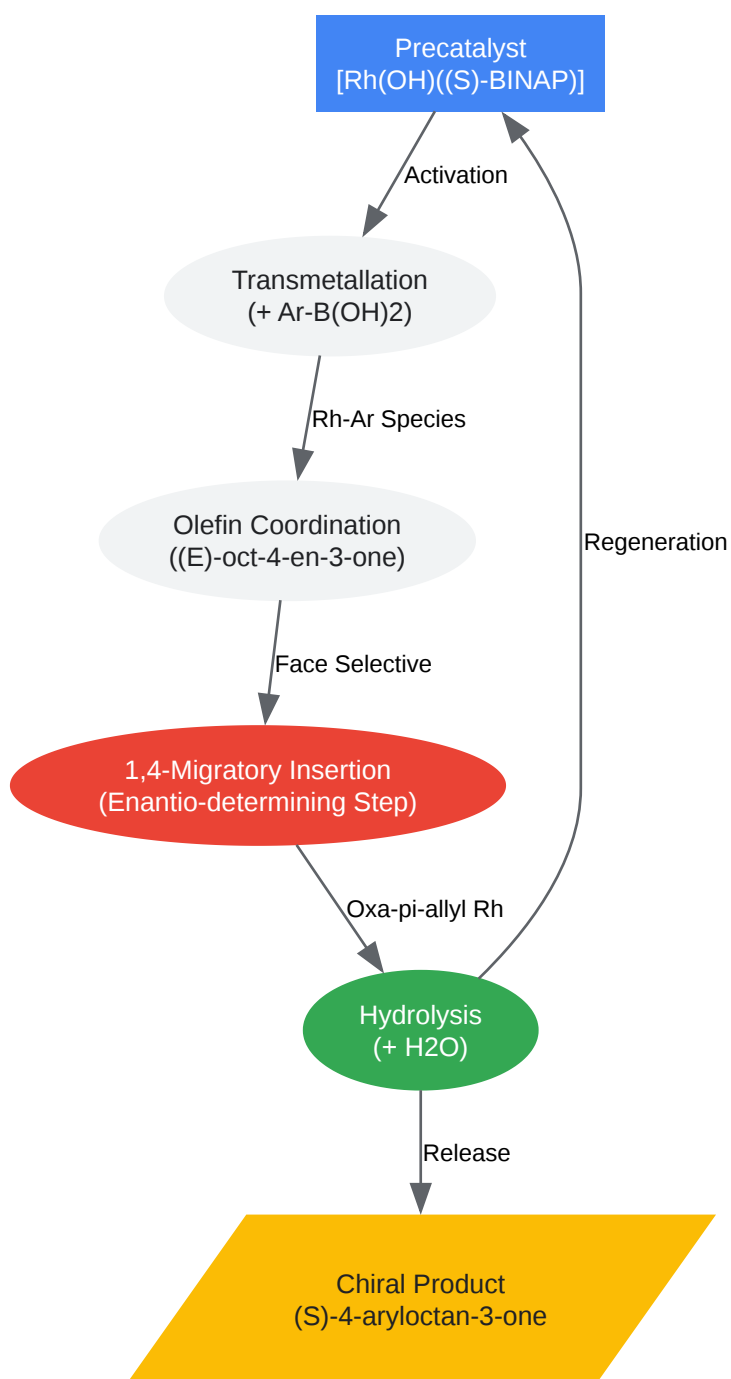 Precatalyst
[Rh(OH)((S)-BINAP)]
Activation
Transmetallation
(+ Ar-B(OH)2)
Rh-Ar Species
Olefin Coordination
((E)-oct-4-en-3-one)
Regeneration
Face Selective
1,4-Migratory Insertion
(Enantio-determining Step)
Oxa-pi-allyl Rh
Hydrolysis
(+ H2O)
Release
Chiral Product
(S)-4-aryloctan-3-one